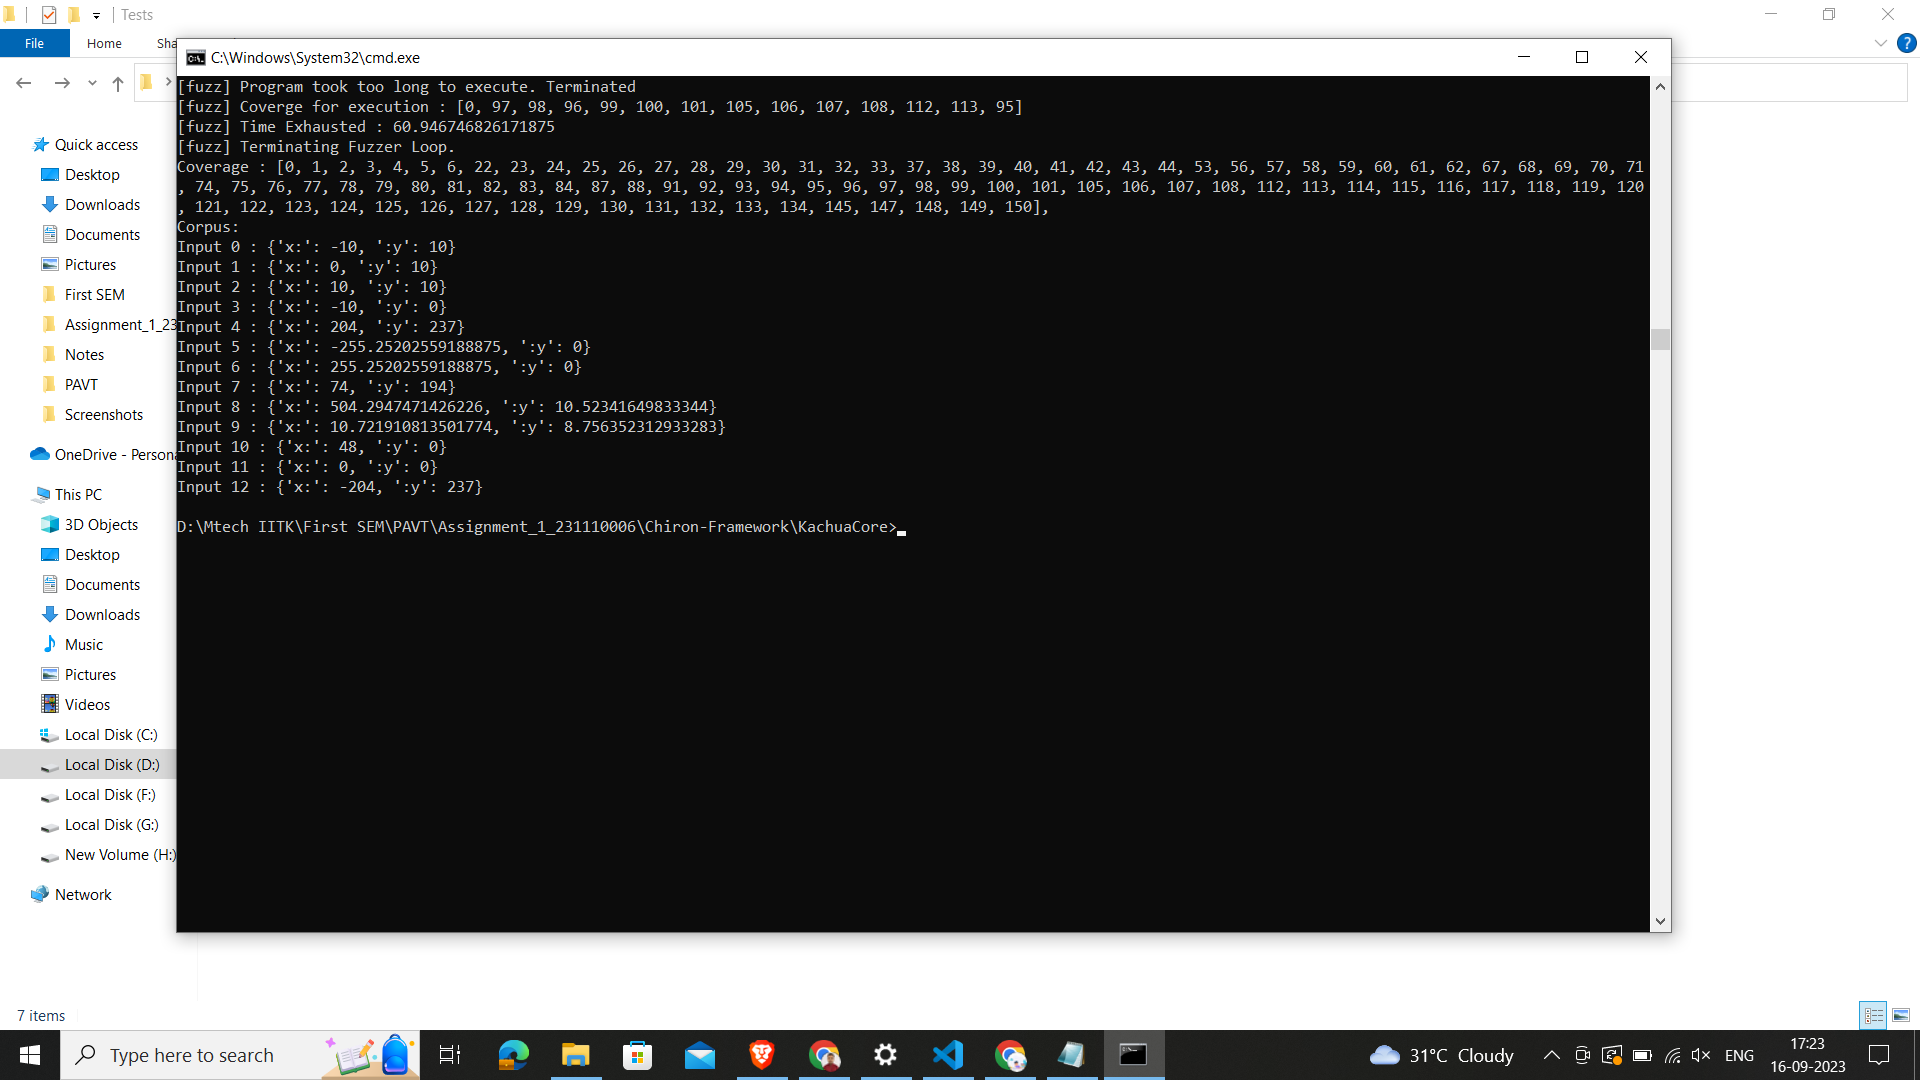 Tests
File
Home
Sha
C:\Windows\System32\cmd.exe
[fuzz] Program took too long to execute. Terminated
[fuzz] Coverge for execution : [0, 97, 98, 96, 99, 100, 101, 105, 106, 107, 108, 112, 113, 95]
[fuzz] Time Exhausted : 60.946746826171875
[fuzz] Terminating Fuzzer Loop.
Coverage : [0, 1, 2, 3, 4, 5, 6, 22, 23, 24, 25, 26, 27, 28, 29, 30, 31, 32, 33, 37, 38, 39, 40, 41, 42, 43, 44, 53, 56, 57, 58, 59, 60, 61, 62, 67, 68, 69, 70, 71
, 74, 75, 76, 77, 78, 79, 80, 81, 82, 83, 84, 87, 88, 91, 92, 93, 94, 95, 96, 97, 98, 99, 100, 101, 105, 106, 107, 108, 112, 113, 114, 115, 116, 117, 118, 119, 120
, 121, 122, 123, 124, 125, 126, 127, 128, 129, 130, 131, 132, 133, 134, 145, 147, 148, 149, 150],
Corpus:
Input 0 : {'x:': -10, ':y': 10}
Input 1 : {'x:': 0, ':y': 10}
Input 2 : {'x:': 10, ':y': 10}
Input 3 : {'x:': -10, ':y': 0}
Input 4 : {'x:': 204, ':y': 237}
Input 5 : {'x:': -255.25202559188875, ':y': 0}
Input 6 : {'x:': 255.25202559188875, ':y': 0}
Input 7 : {'x:': 74, ':y': 194}
Input 8 : {'x:': 504.2947471426226, ':y': 10.52341649833344}
Input 9 : {'x:': 10.721910813501774, ':y': 8.756352312933283}
Input 10 : {'x:': 48, ':y': 0}
Input 11 : {'x:': 0, ':y': 0}
Input 12 : {'x:': -204, ':y': 237}
D:\Mtech IITK\First SEM\PAVT\Assignment_1_231110006\Chiron-Framework\KachuaCore>
Quick access
Desktop
Downloads
Documents
Pictures
First SEM
Assignment_1_23
Notes
PAVT
Screenshots
OneDrive - Persona
This PC
3D Objects
Desktop
Documents
Downloads
Music
Pictures
Videos
Local Disk (C:)
Local Disk (D:)
Local Disk (F:)
Local Disk (G:)
New Volume (H:)
Network
7 items
Type here to search
31°C Cloudy
ENG
17:23
16-09-2023